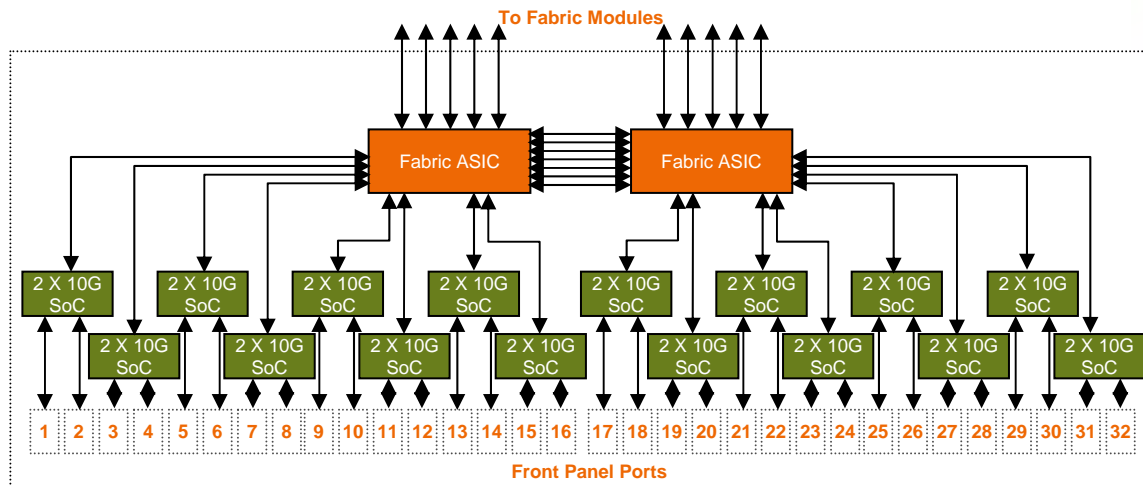 To Fabric Modules
Fabric ASIC
Fabric ASIC
2 X 10G
SoC
2 X 10G
SoC
2 X 10G
SoC
2 X 10G
SoC
2 X 10G
SoC
2 X 10G
SoC
2 X 10G
SoC
2 X 10G
SoC
2 X 10G
SoC
2 X 10G
SoC
2 X 10G
SoC
2 X 10G
SoC
2 X 10G
SoC
2 X 10G
SoC
2 X 10G
SoC
2 X 10G
SoC
1 2 3 4 5 6 7 8 9 10 11 12 13 14 15 16 17 18 19 20 21 22 23 24 25 26 27 28 29 30 31 32
Front Panel Ports